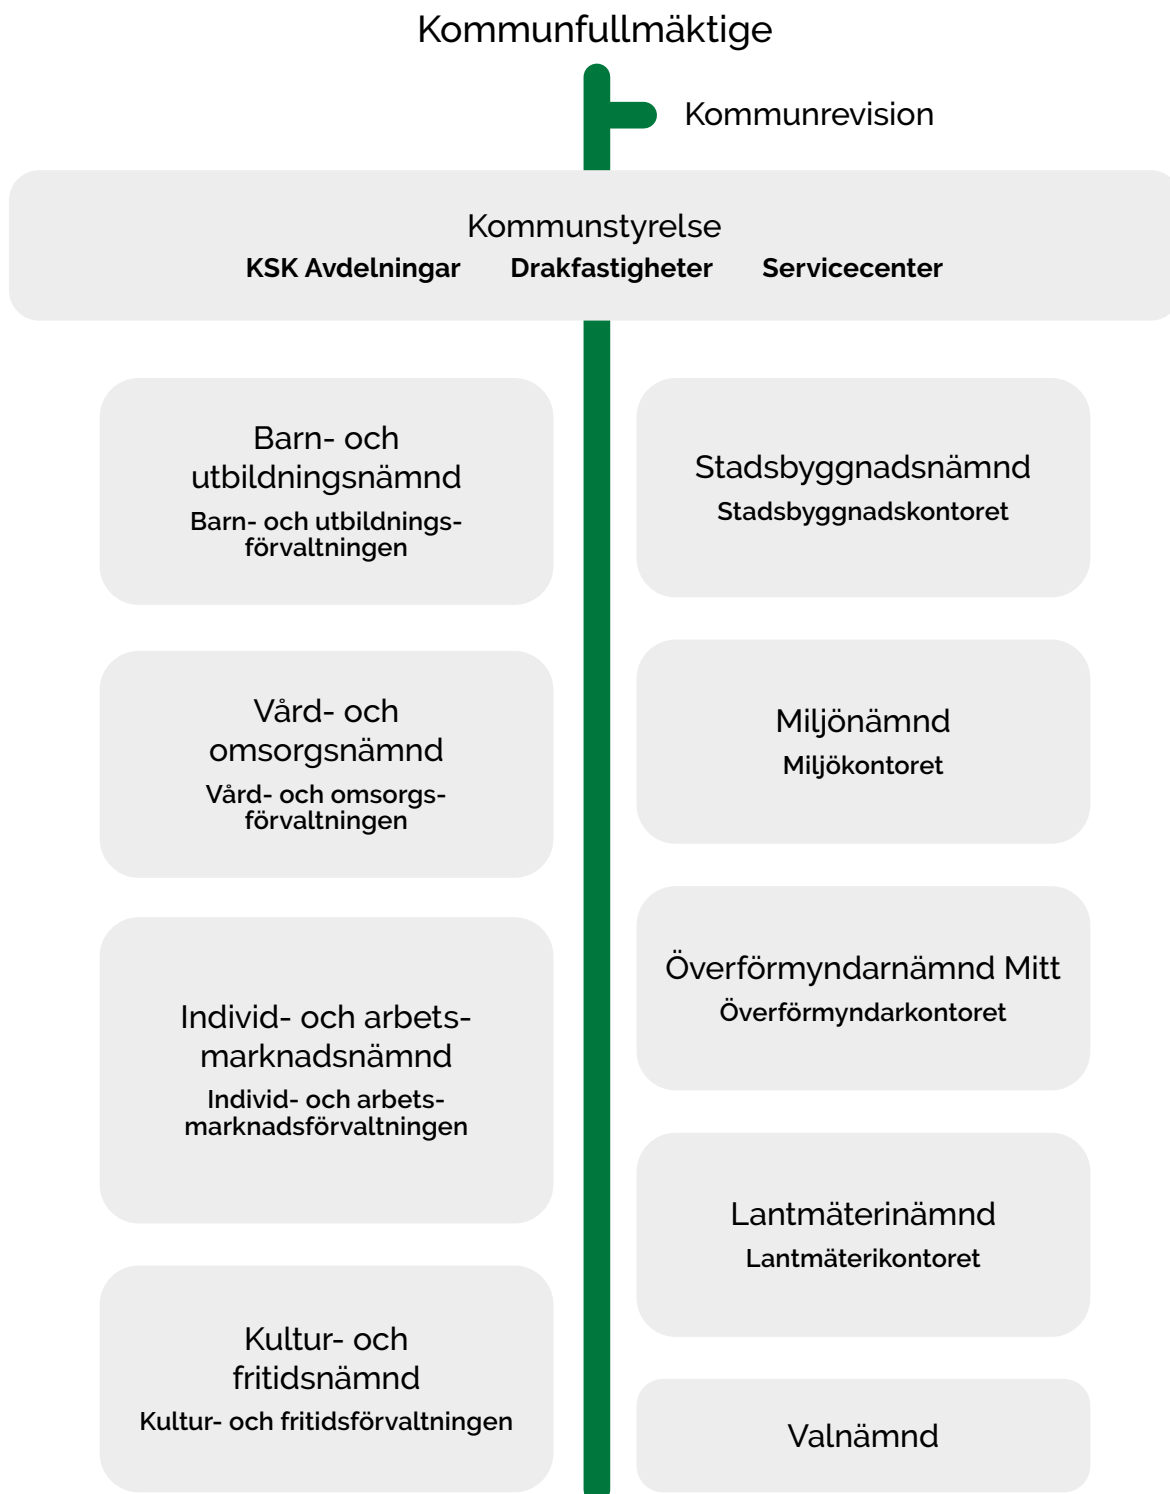 Kommunfullmäktige
Kommunrevision
Kommunstyrelse
KSK Avdelningar Drakfastigheter Servicecenter
Barn- och
utbildningsnämnd
Barn- och utbildnings-
förvaltningen
Vård- och
omsorgsnämnd
Vård- och omsorgs-
förvaltningen
Individ- och arbets-
marknadsnämnd
Individ- och arbets-
marknadsförvaltningen
Kultur- och
fritidsnämnd
Kultur- och fritidsförvaltningen
Stadsbyggnadsnämnd
Stadsbyggnadskontoret
Miljönämnd
Miljökontoret
Överförmyndarnämnd Mitt
Överförmyndarkontoret
Lantmäterinämnd
Lantmäterikontoret
Valnämnd